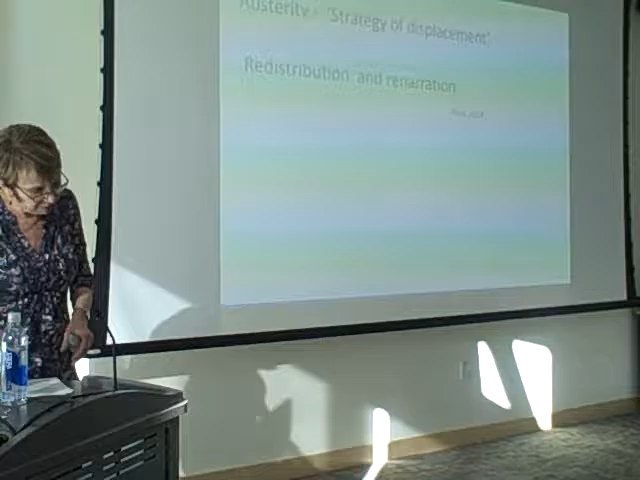 Austerity - 'Strategy of displacement'
Redistribution and renarration